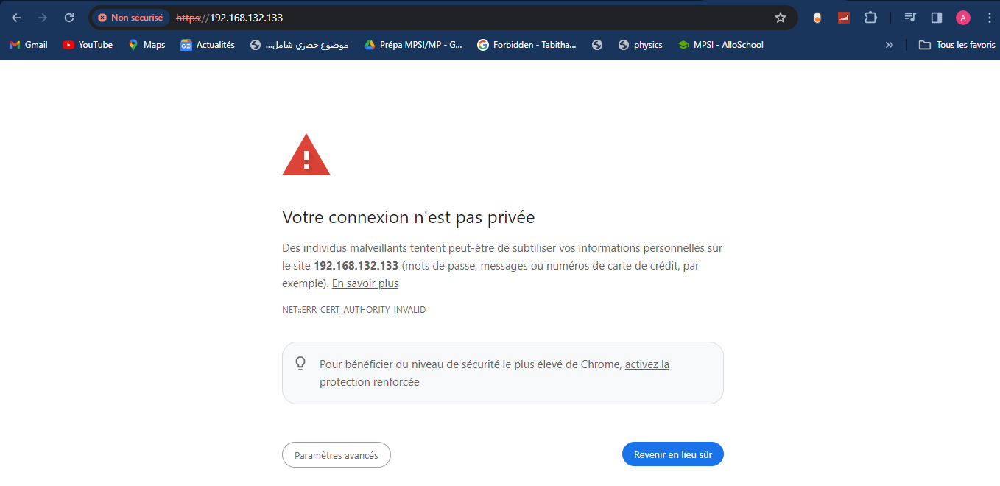 Non sécurisé https://192.168.132.133 A
Gmail YouTube Maps GE Actualités موضوع حصري شامل... Prépa MPSI/MP - G... Forbidden - Tabitha... physics MPSI - AlloSchool » Tous les favoris
Votre connexion n'est pas privée
Des individus malveillants tentent peut-être de subtiliser vos informations personnelles sur
le site 192.168.132.133 (mots de passe, messages ou numéros de carte de crédit, par
exemple). En savoir plus
NET::ERR_CERT_AUTHORITY_INVALID
Pour bénéficier du niveau de sécurité le plus élevé de Chrome, activez la
protection renforcée
Paramètres avancés Revenir en lieu sûr